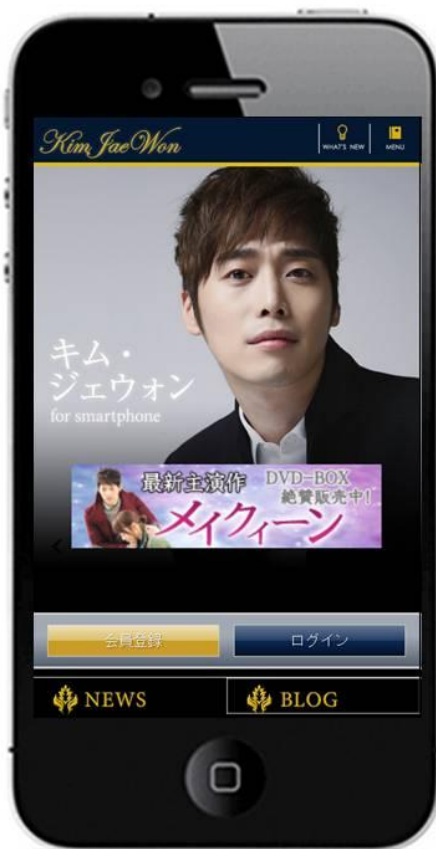 Kim Jae Won
WHAT'S NEW
MENU
キム・
ジェウォン
for smartphone
最新主演作 DVD-BOX
絶賛販売中!
メイクィーン
会員登録
ログイン
NEWS
BLOG